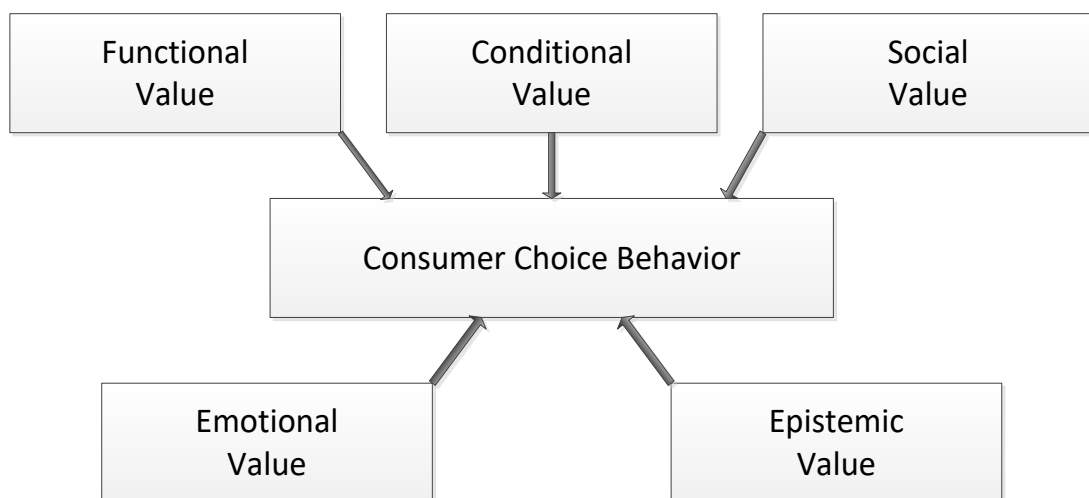 Functional
Value
Conditional
Value
Social
Value
Consumer Choice Behavior
Emotional
Value
Epistemic
Value